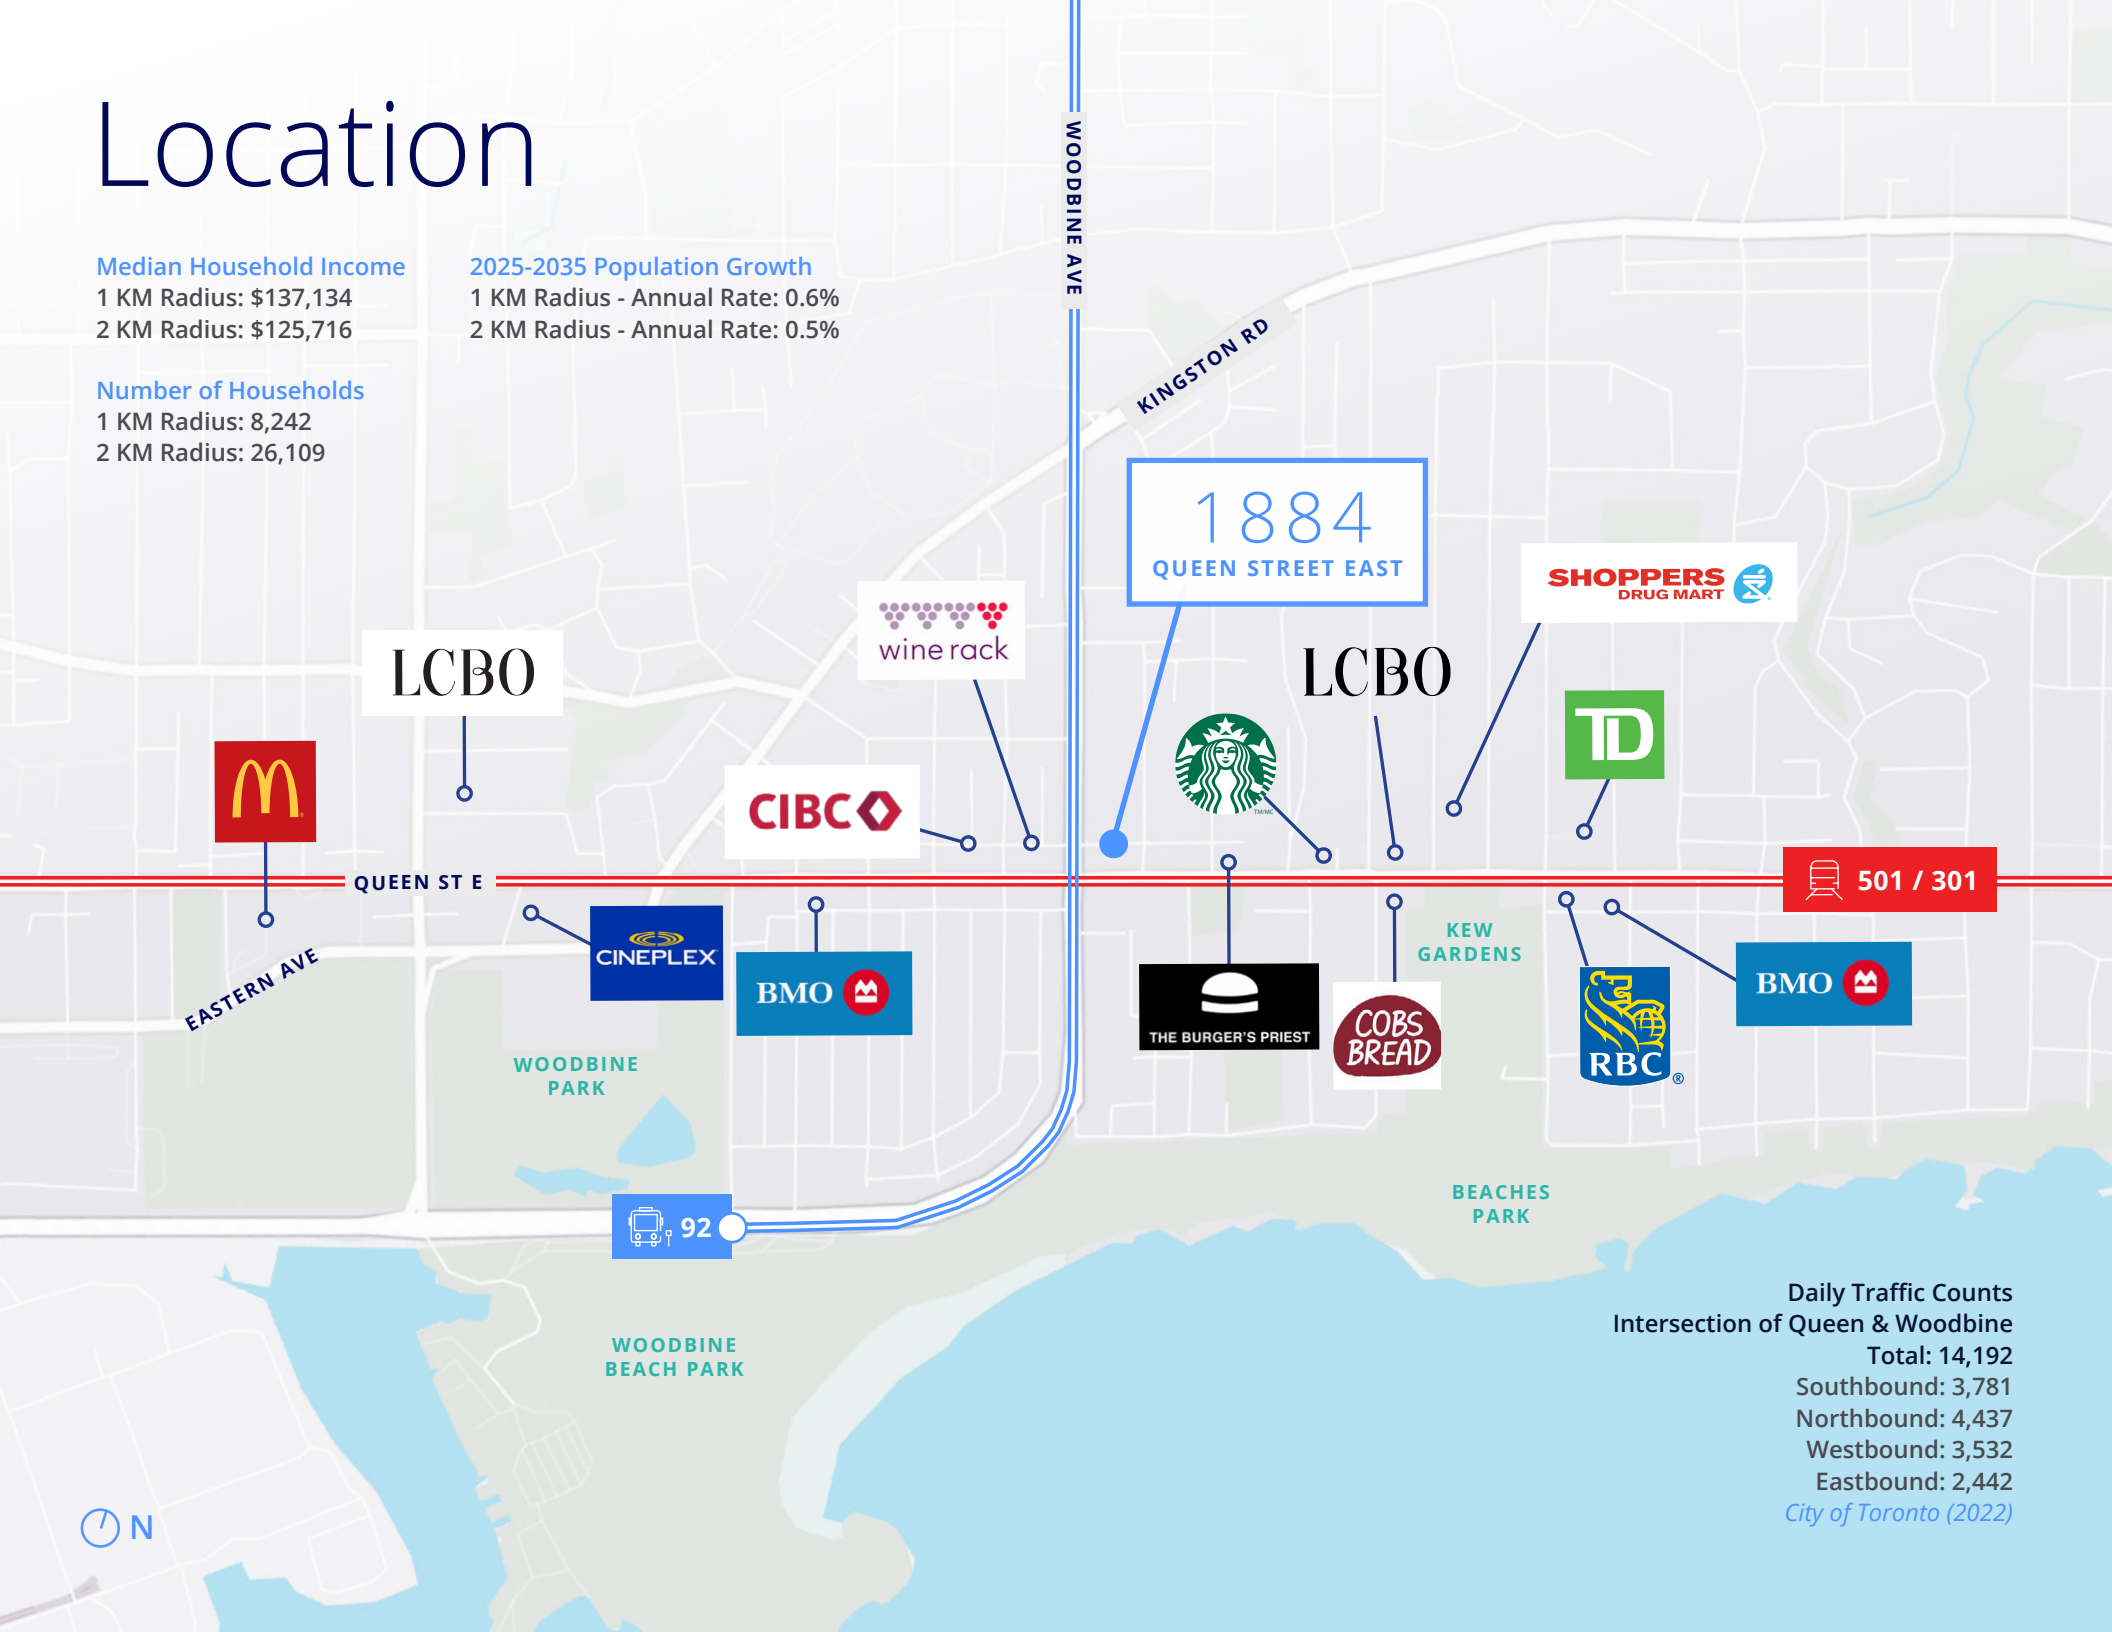 Location
Median Household Income
1 KM Radius: $137,134
2 KM Radius: $125,716
Number of Households
1 KM Radius: 8,242
2 KM Radius: 26,109
2025-2035 Population Growth
1 KM Radius - Annual Rate: 0.6%
2 KM Radius - Annual Rate: 0.5%
WOODBINE AVE
KINGSTON RD
1884
QUEEN STREET EAST
SHOPPERS
DRUG MART
wine rack
LCBO
LCBO
TD
TM/MC
CIBC
QUEEN ST E
501 / 301
EASTERN AVE
CINEPLEX
BMO
THE BURGER'S PRIEST
COBS
BREAD
KEW
GARDENS
RBC
®
BMO
WOODBINE
PARK
92
BEACHES
PARK
WOODBINE
BEACH PARK
Daily Traffic Counts
Intersection of Queen & Woodbine
Total: 14,192
Southbound: 3,781
Northbound: 4,437
Westbound: 3,532
Eastbound: 2,442
City of Toronto (2022)
N